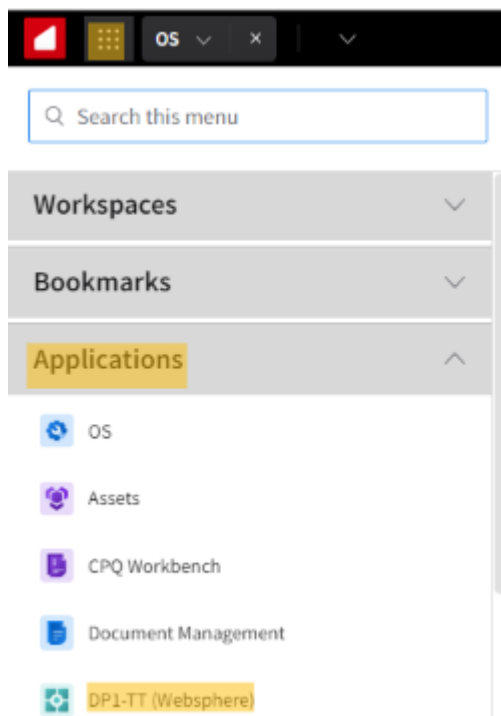 OS
Search this menu
Workspaces
Bookmarks
Applications
OS
Assets
CPQ Workbench
Document Management
DP1-TT (Websphere)